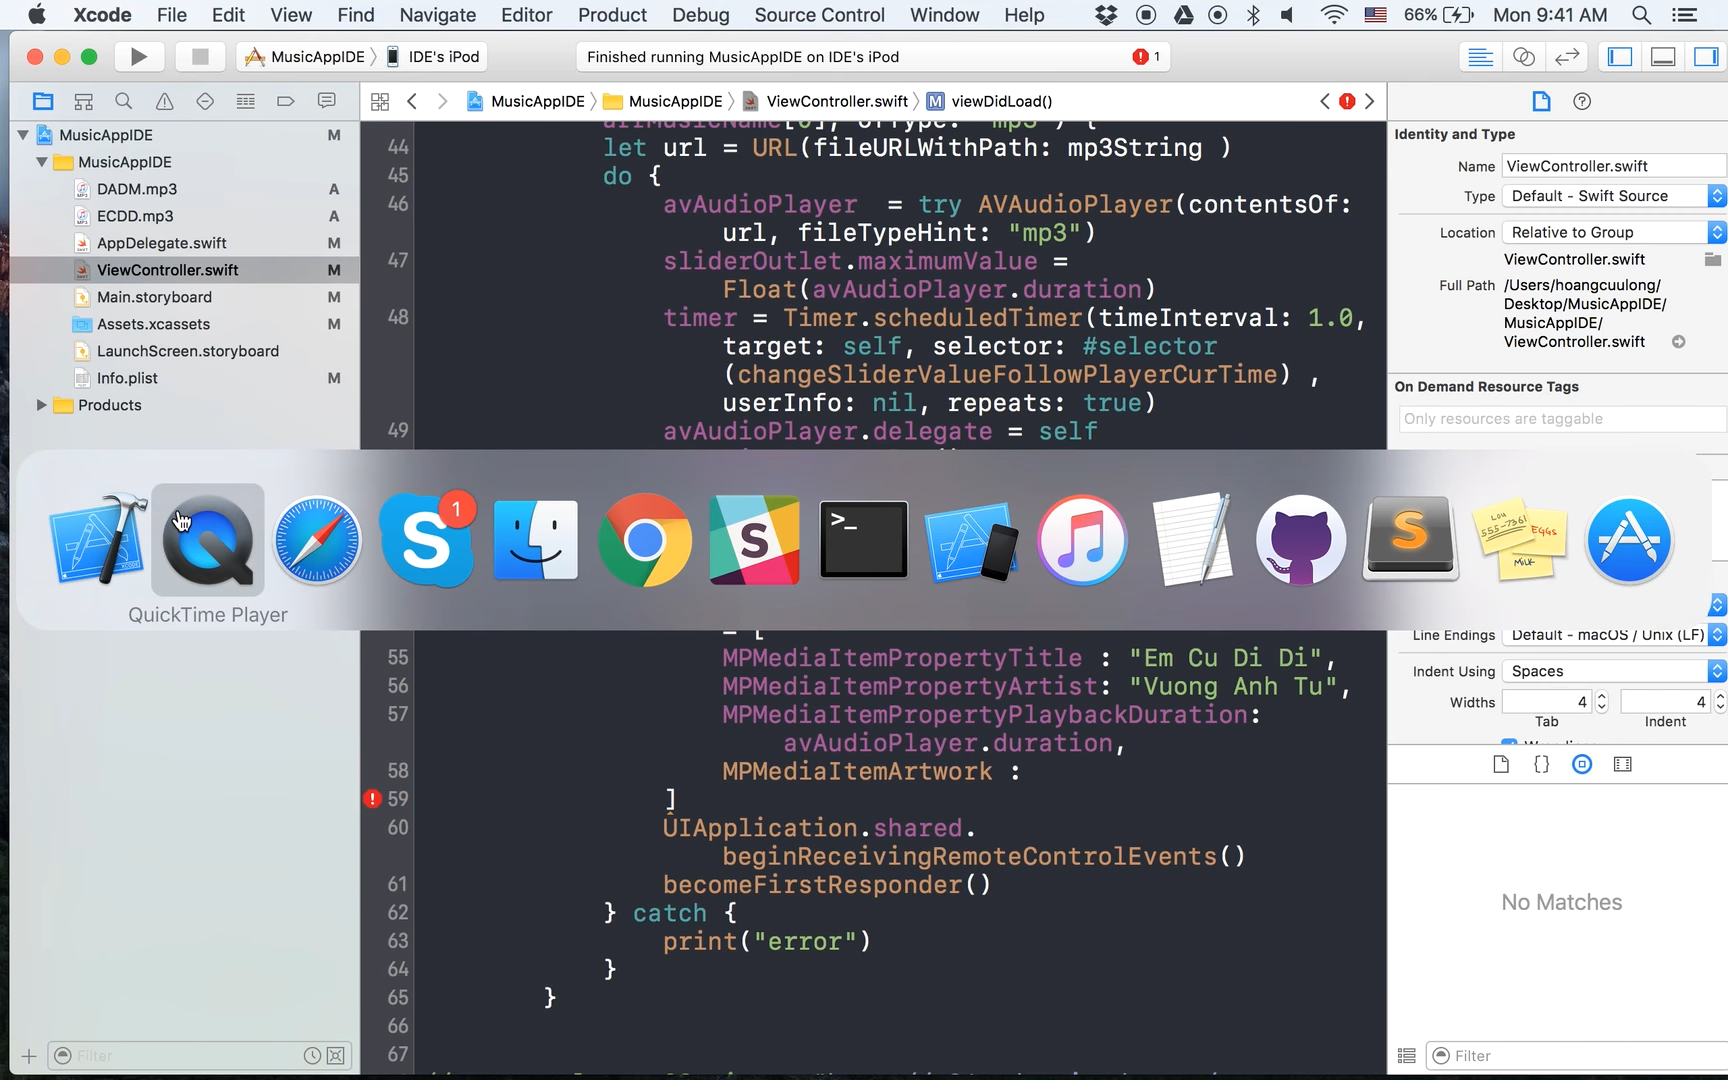 Xcode File Edit View Find Navigate Editor Product Debug Source Control Window Help 66% Mon 9:41 AM
MusicAppIDE IDE's iPod
Finished running MusicAppIDE on IDE's iPod 1
MusicAppIDE MusicAppIDE ViewController.swift M viewDidLoad()
MusicAppIDE M
MusicAppIDE
DADM.mp3 A
ECDD.mp3 A
AppDelegate.swift M
ViewController.swift M
Main.storyboard M
Assets.xcassets M
LaunchScreen.storyboard
Info.plist M
Products
44 let url = URL(fileURLWithPath: mp3String )
45 do {
46 avAudioPlayer = try AVAudioPlayer(contentsOf:
url, fileTypeHint: "mp3")
47 sliderOutlet.maximumValue =
Float(avAudioPlayer.duration)
48 timer = Timer.scheduledTimer(timeInterval: 1.0,
target: self, selector: #selector
(changeSliderValueFollowPlayerCurTime) ,
userInfo: nil, repeats: true)
49 avAudioPlayer.delegate = self
QuickTime Player
1
S
LOU
555-7361
EGGS
MILK
= [
55 MPMediaItemPropertyTitle : "Em Cu Di Di",
56 MPMediaItemPropertyArtist: "Vuong Anh Tu",
57 MPMediaItemPropertyPlaybackDuration:
avAudioPlayer.duration,
58 MPMediaItemArtwork :
59 ]
60 UIApplication.shared.
beginReceivingRemoteControlEvents()
61 becomeFirstResponder()
62 } catch {
63 print("error")
64 }
65 }
66
67
Filter
Identity and Type
Name ViewController.swift
Type Default - Swift Source
Location Relative to Group
ViewController.swift
Full Path /Users/hoangcuulong/
Desktop/MusicAppIDE/
MusicAppIDE/
ViewController.swift
On Demand Resource Tags
Only resources are taggable
Line Endings Default - macOS / Unix (LF)
Indent Using Spaces
Widths 4 4
Tab Indent
No Matches
Filter